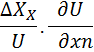 ΔX_X / U . ∂U / ∂xn